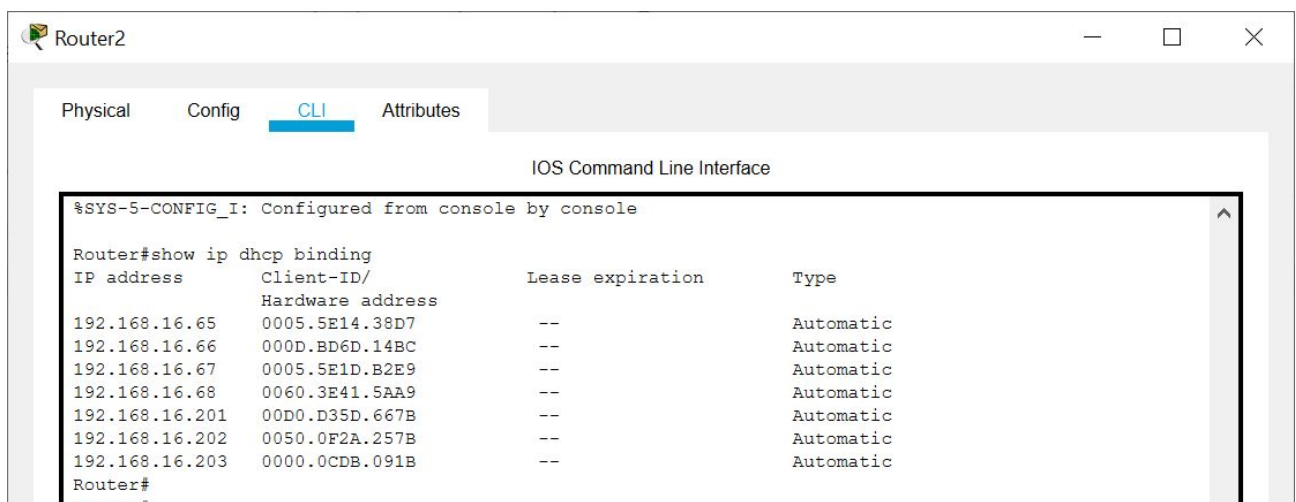 Router2
Physical Config CLI Attributes
IOS Command Line Interface
%SYS-5-CONFIG_I: Configured from console by console
Router#show ip dhcp binding
IP address Client-ID/ Lease expiration Type
Hardware address
192.168.16.65 0005.5E14.38D7 -- Automatic
192.168.16.66 000D.BD6D.14BC -- Automatic
192.168.16.67 0005.5E1D.B2E9 -- Automatic
192.168.16.68 0060.3E41.5AA9 -- Automatic
192.168.16.201 00D0.D35D.667B -- Automatic
192.168.16.202 0050.0F2A.257B -- Automatic
192.168.16.203 0000.0CDB.091B -- Automatic
Router#